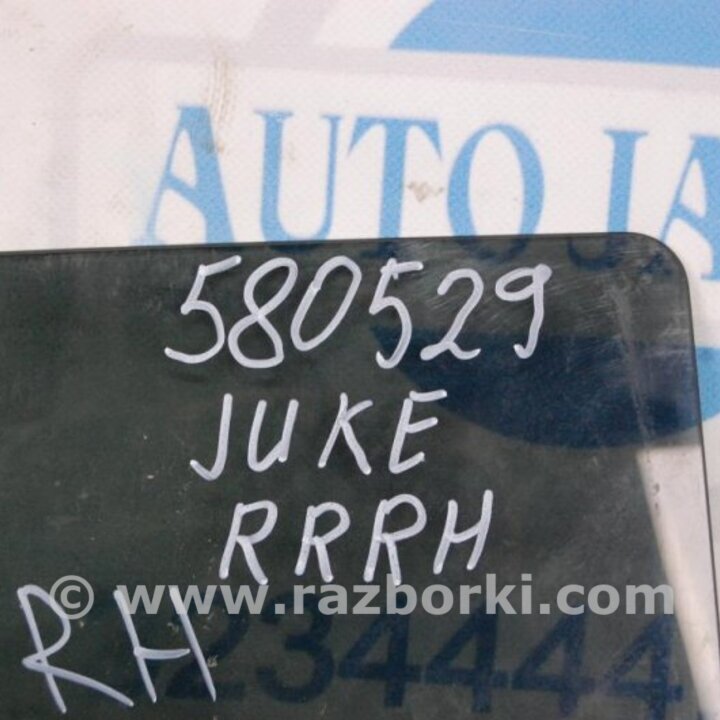 AUTO JA
580529
JUKE
RRRH
© www.razborki.com
RH
234444